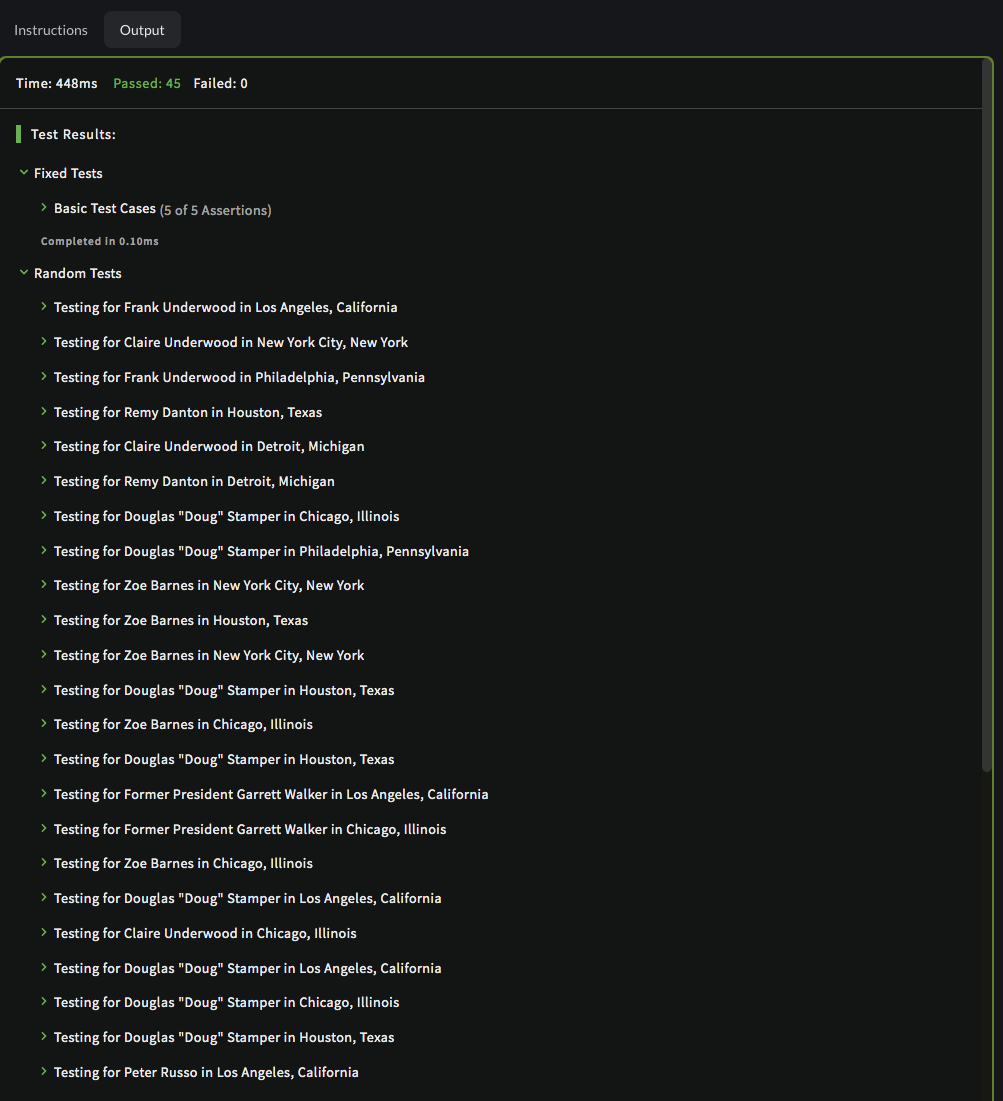 Instructions Output
Time: 448ms Passed: 45 Failed: 0
Test Results:
Fixed Tests
Basic Test Cases (5 of 5 Assertions)
Completed in 0.10ms
Random Tests
Testing for Frank Underwood in Los Angeles, California
Testing for Claire Underwood in New York City, New York
Testing for Frank Underwood in Philadelphia, Pennsylvania
Testing for Remy Danton in Houston, Texas
Testing for Claire Underwood in Detroit, Michigan
Testing for Remy Danton in Detroit, Michigan
Testing for Douglas "Doug" Stamper in Chicago, Illinois
Testing for Douglas "Doug" Stamper in Philadelphia, Pennsylvania
Testing for Zoe Barnes in New York City, New York
Testing for Zoe Barnes in Houston, Texas
Testing for Zoe Barnes in New York City, New York
Testing for Douglas "Doug" Stamper in Houston, Texas
Testing for Zoe Barnes in Chicago, Illinois
Testing for Douglas "Doug" Stamper in Houston, Texas
Testing for Former President Garrett Walker in Los Angeles, California
Testing for Former President Garrett Walker in Chicago, Illinois
Testing for Zoe Barnes in Chicago, Illinois
Testing for Douglas "Doug" Stamper in Los Angeles, California
Testing for Claire Underwood in Chicago, Illinois
Testing for Douglas "Doug" Stamper in Los Angeles, California
Testing for Douglas "Doug" Stamper in Chicago, Illinois
Testing for Douglas "Doug" Stamper in Houston, Texas
Testing for Peter Russo in Los Angeles, California